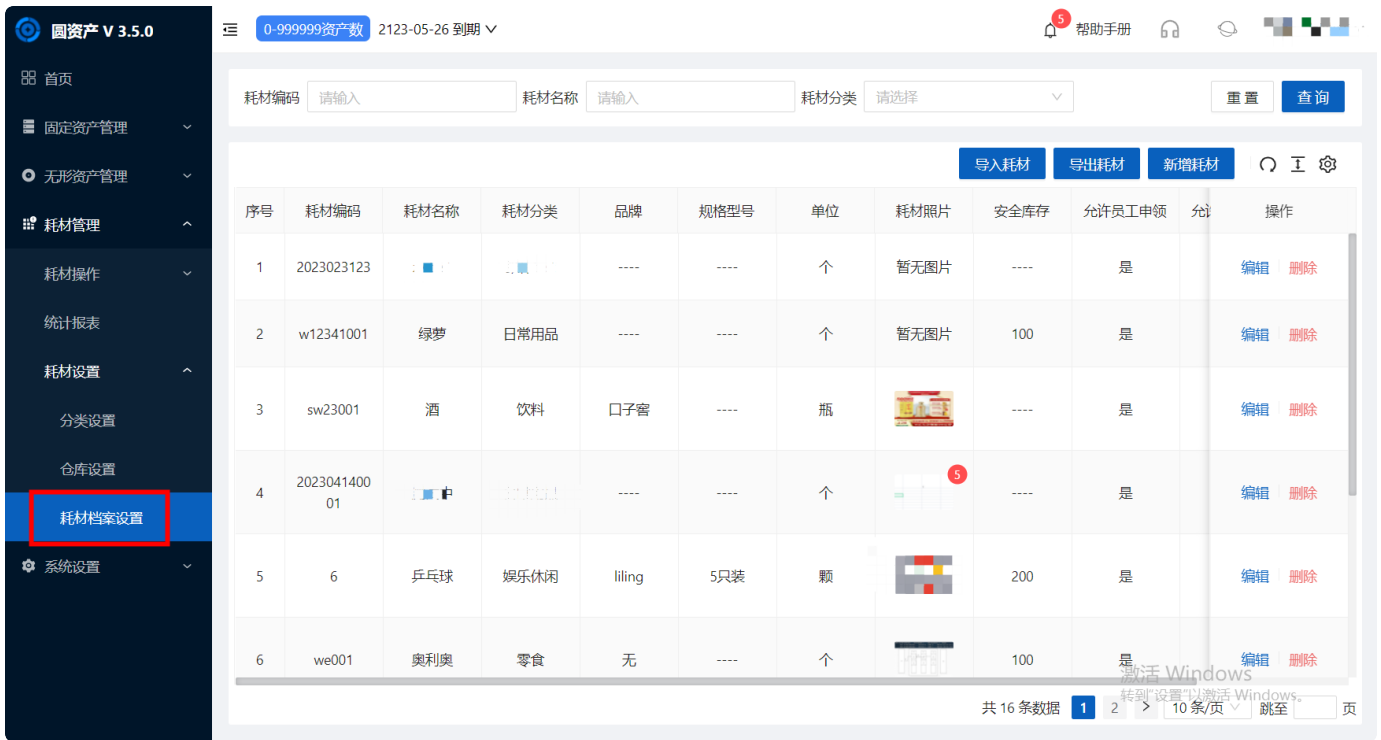 圆资产 V 3.5.0
0-999999资产数 2123-05-26 到期
5
帮助手册
首页
固定资产管理
无形资产管理
耗材管理
耗材操作
统计报表
耗材设置
分类设置
仓库设置
耗材档案设置
系统设置
耗材编码 请输入 耗材名称 请输入 耗材分类 请选择 重 置 查 询
导入耗材 导出耗材 新增耗材
序号 耗材编码 耗材名称 耗材分类 品牌 规格型号 单位 耗材照片 安全库存 允许员工申领 操作
1 2023023123 ---- ---- 个 暂无图片 ---- 是 编辑 删除
2 w12341001 绿萝 日常用品 ---- ---- 个 暂无图片 100 是 编辑 删除
3 sw23001 酒 饮料 口子窖 ---- 瓶 ---- 是 编辑 删除
4 2023041400 ---- ---- 个 5 ---- 是 编辑 删除
01
5 6 乒乓球 娱乐休闲 liling 5只装 颗 200 是 编辑 删除
6 we001 奥利奥 零食 无 ---- 个 100 是 编辑 删除
激活 Windows
转到"设置"以激活 Windows。
共 16 条数据 1 2 > 10 条/页 跳至 页